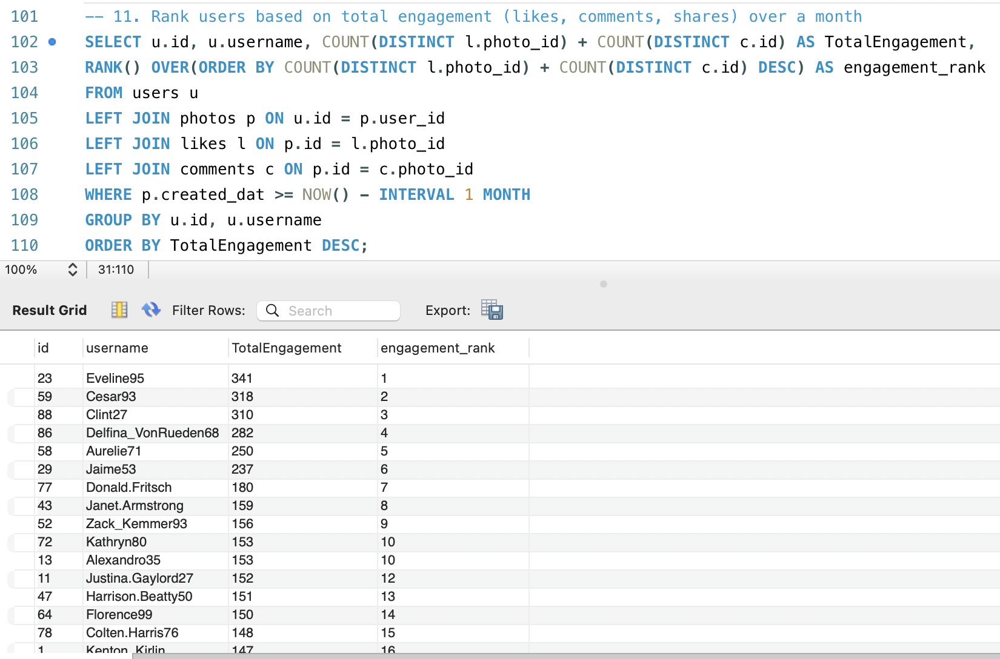 101 -- 11. Rank users based on total engagement (likes, comments, shares) over a month
102 SELECT u.id, u.username, COUNT(DISTINCT l.photo_id) + COUNT(DISTINCT c.id) AS TotalEngagement,
103 RANK() OVER(ORDER BY COUNT(DISTINCT l.photo_id) + COUNT(DISTINCT c.id) DESC) AS engagement_rank
104 FROM users u
105 LEFT JOIN photos p ON u.id = p.user_id
106 LEFT JOIN likes l ON p.id = l.photo_id
107 LEFT JOIN comments c ON p.id = c.photo_id
108 WHERE p.created_dat >= NOW() - INTERVAL 1 MONTH
109 GROUP BY u.id, u.username
110 ORDER BY TotalEngagement DESC;
100% 31:110
Result Grid Filter Rows: Search Export:
id username TotalEngagement engagement_rank
23 Eveline95 341 1
59 Cesar93 318 2
88 Clint27 310 3
86 Delfina_VonRueden68 282 4
58 Aurelie71 250 5
29 Jaime53 237 6
77 Donald.Fritsch 180 7
43 Janet.Armstrong 159 8
52 Zack_Kemmer93 156 9
72 Kathryn80 153 10
13 Alexandro35 153 10
11 Justina.Gaylord27 152 12
47 Harrison.Beatty50 151 13
64 Florence99 150 14
78 Colten.Harris76 148 15
1 Kenton_Kirlin 147 16